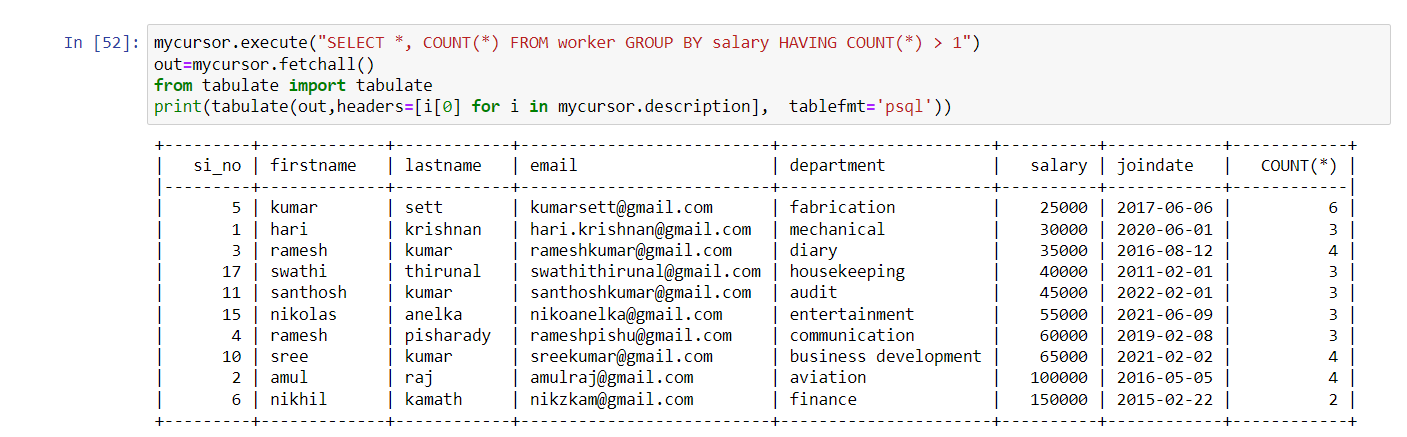 In [52]: mycursor.execute("SELECT *, COUNT(*) FROM worker GROUP BY salary HAVING COUNT(*) > 1")
out=mycursor.fetchall()
from tabulate import tabulate
print(tabulate(out,headers=[i[0] for i in mycursor.description],  tablefmt='psql'))
+---------+-------------+------------+---------------------------+----------------------+----------+------------+------------+
|   si_no | firstname   | lastname   | email                     | department           |   salary | joindate   |   COUNT(*) |
|---------+-------------+------------+---------------------------+----------------------+----------+------------+------------|
|       5 | kumar       | sett       | kumarsett@gmail.com       | fabrication          |    25000 | 2017-06-06 |          6 |
|       1 | hari        | krishnan   | hari.krishnan@gmail.com   | mechanical           |    30000 | 2020-06-01 |          3 |
|       3 | ramesh      | kumar      | rameshkumar@gmail.com     | diary                |    35000 | 2016-08-12 |          4 |
|      17 | swathi      | thirunal   | swathithirunal@gmail.com  | housekeeping         |    40000 | 2011-02-01 |          3 |
|      11 | santhosh    | kumar      | santhoshkumar@gmail.com   | audit                |    45000 | 2022-02-01 |          3 |
|      15 | nikolas     | anelka     | nikoanelka@gmail.com      | entertainment        |    55000 | 2021-06-09 |          3 |
|       4 | ramesh      | pisharady  | rameshpishu@gmail.com     | communication        |    60000 | 2019-02-08 |          3 |
|      10 | sree        | kumar      | sreekumar@gmail.com       | business development |    65000 | 2021-02-02 |          4 |
|       2 | amul        | raj        | amulraj@gmail.com         | aviation             |   100000 | 2016-05-05 |          4 |
|       6 | nikhil      | kamath     | nikzkam@gmail.com         | finance              |   150000 | 2015-02-22 |          2 |
+---------+-------------+------------+---------------------------+----------------------+----------+------------+------------+